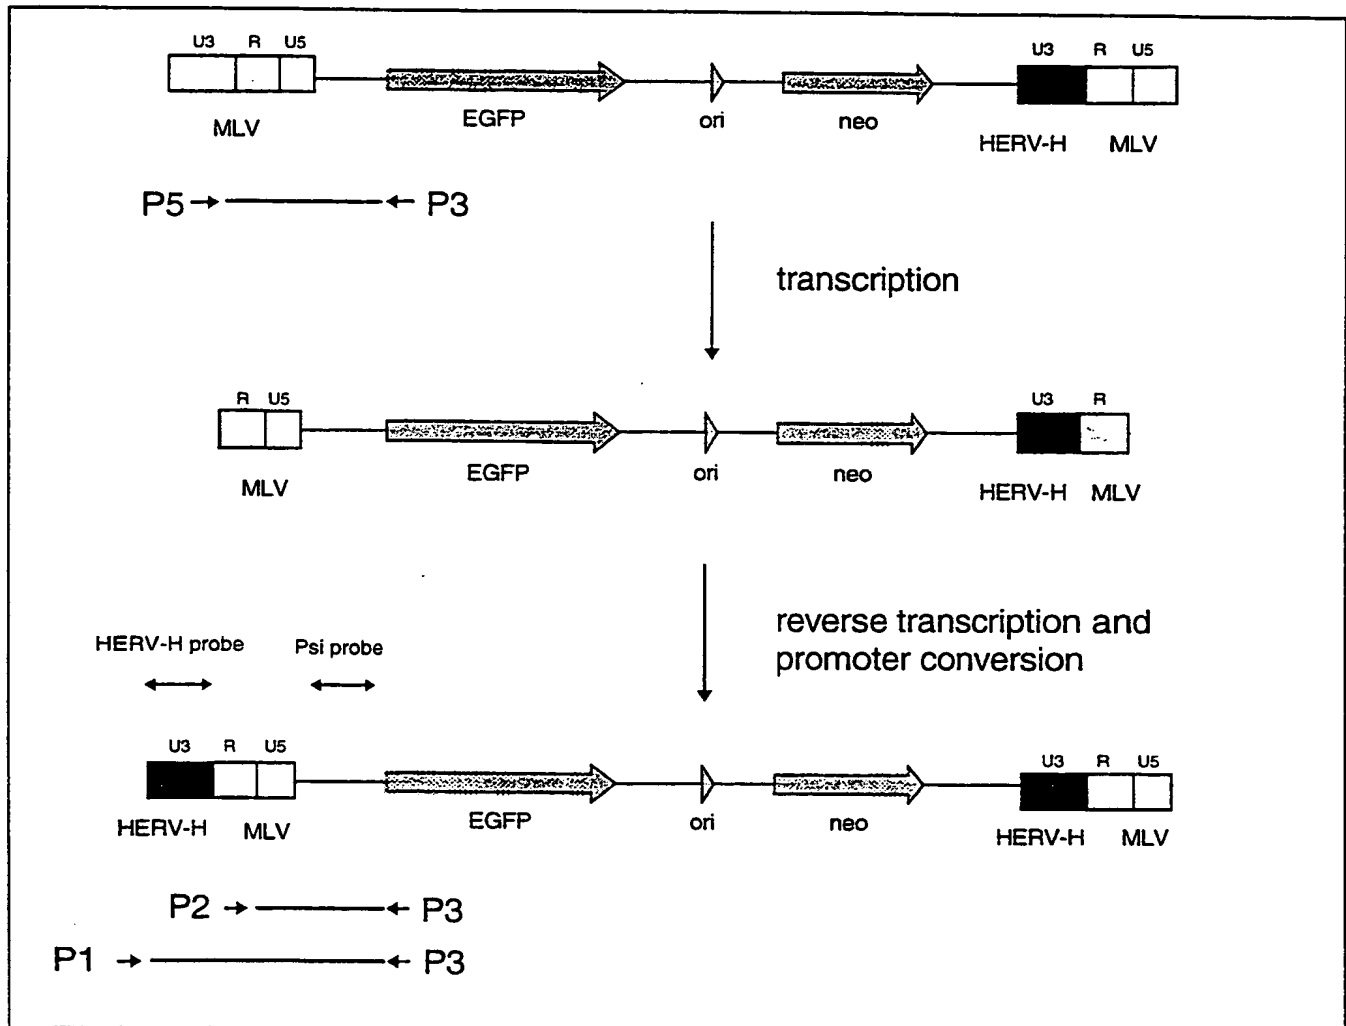 U3 R U5 U3 R U5
EGFP ori neo
MLV HERV-H MLV
P5 P3
transcription
R U5 U3 R
EGFP ori neo
MLV HERV-H MLV
reverse transcription and
promoter conversion
HERV-H probe Psi probe
U3 R U5 U3 R U5
EGFP ori neo
HERV-H MLV HERV-H MLV
P2 P3
P1 P3